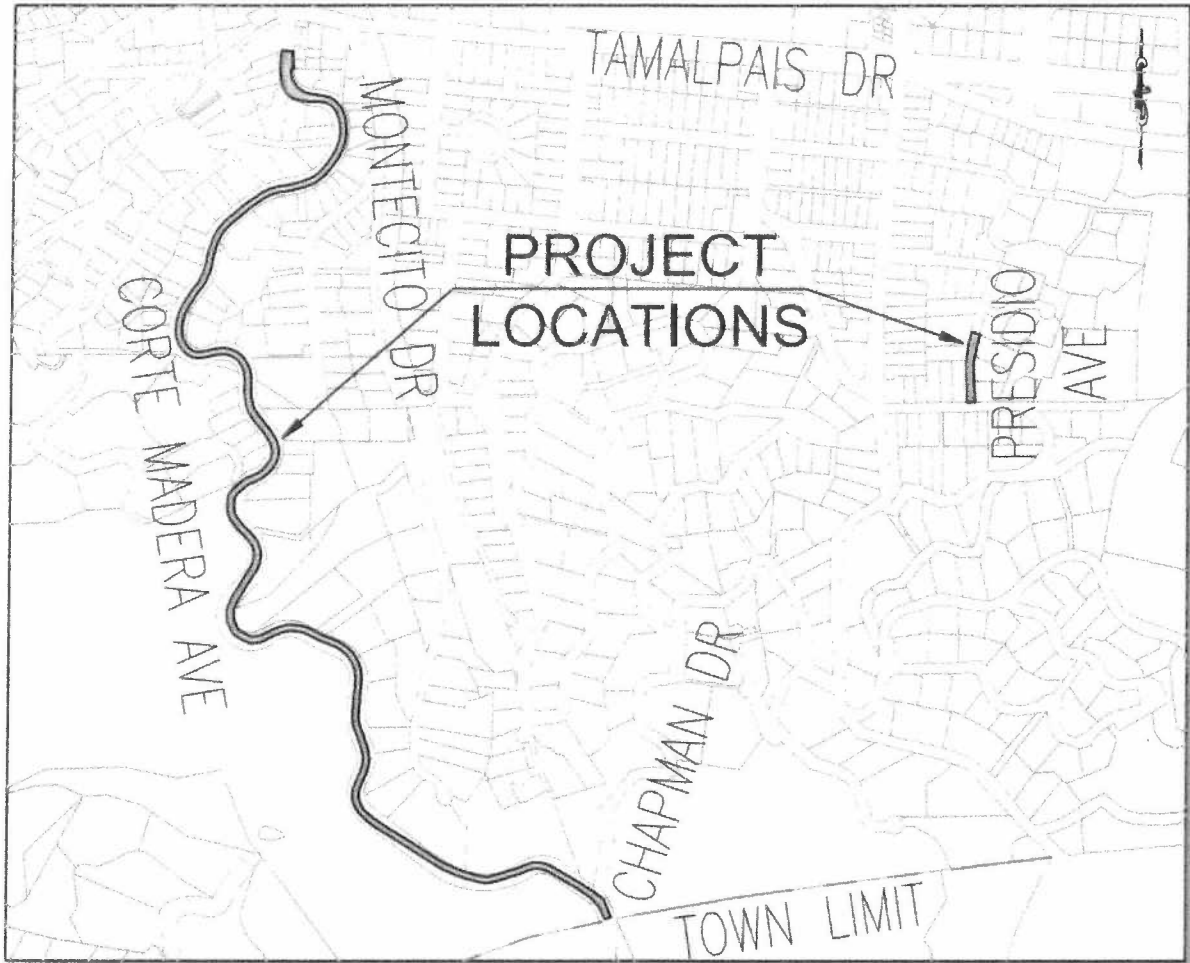 TAMALPAIS DR
MONTECITO DR
PROJECT
LOCATIONS
CORTE MADERA AVE
PRESIDIO
AVE
CHAPMAN DR
TOWN LIMIT